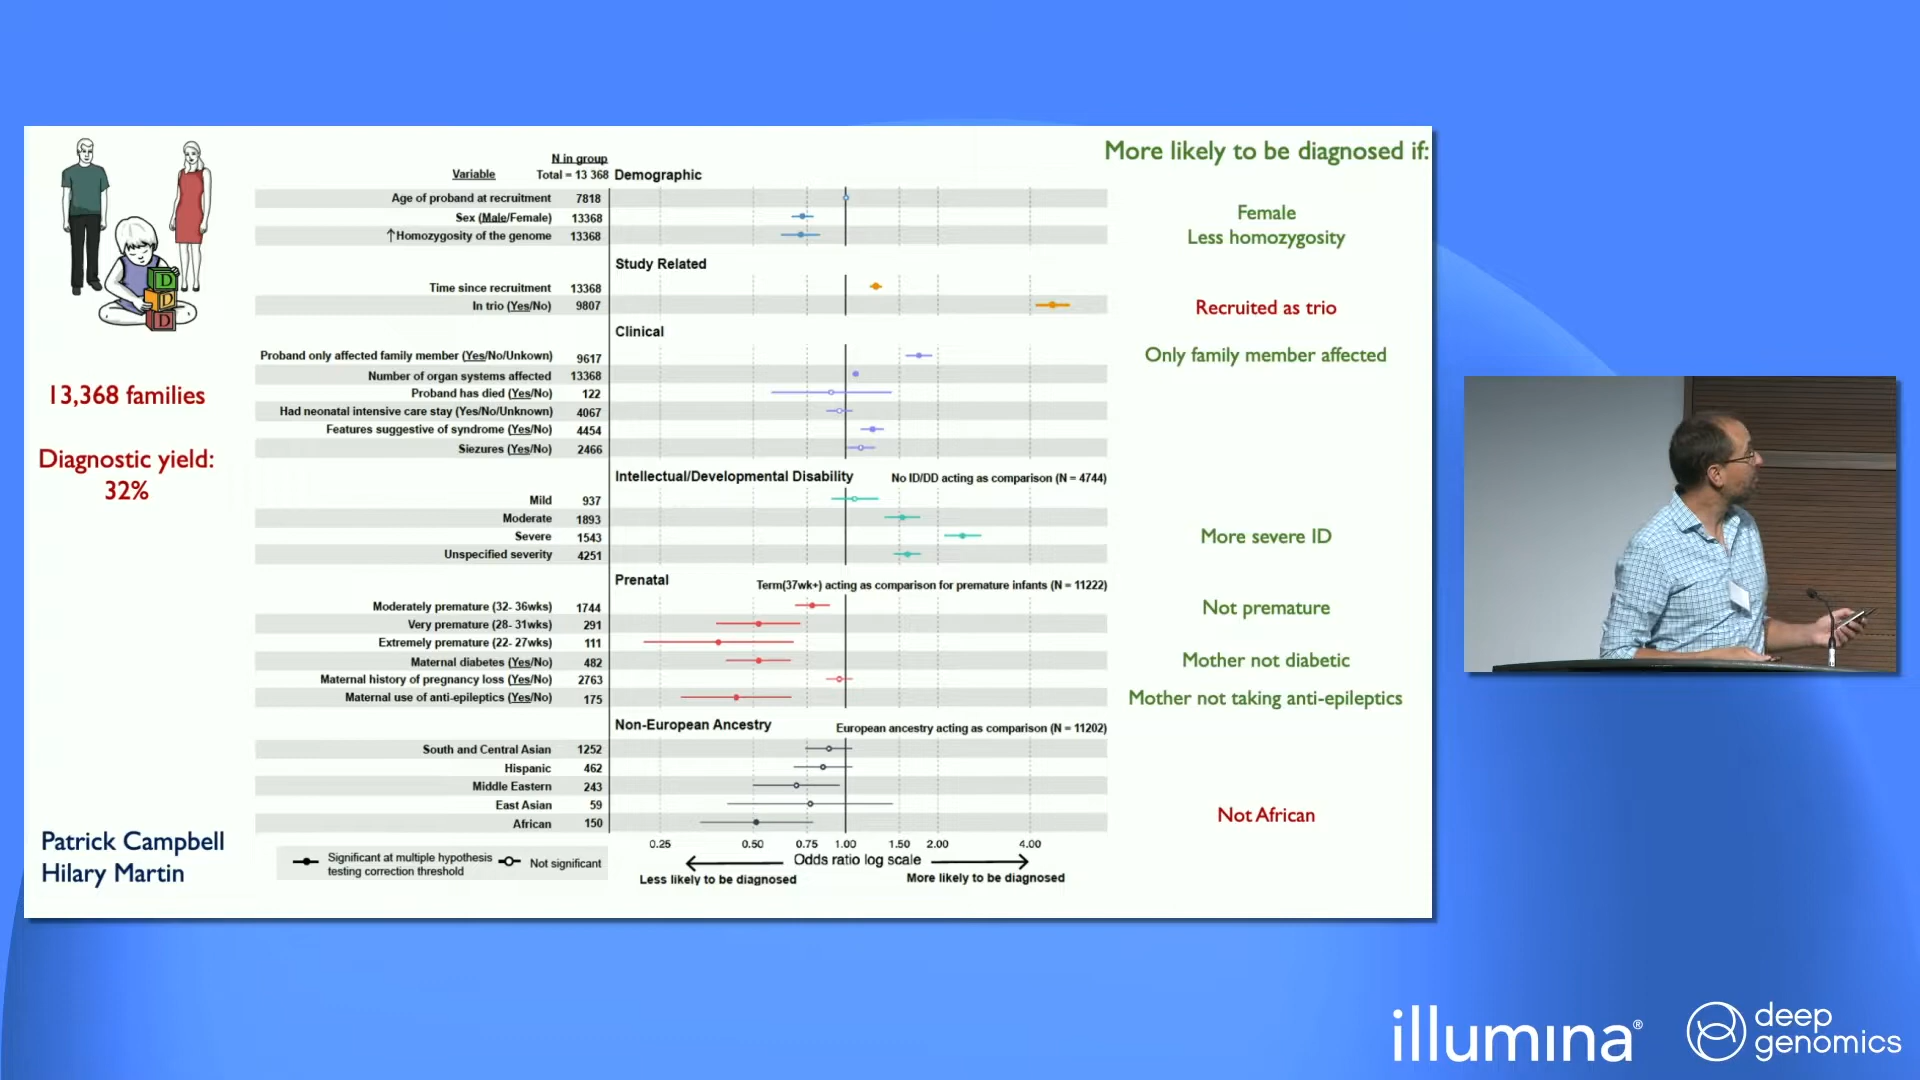 More likely to be diagnosed if:
N in group
Variable
Total = 13 368
Demographic
Age of proband at recruitment 7818
Sex (Male/Female) 13368
↑Homozygosity of the genome 13368
Female
Less homozygosity
Study Related
Time since recruitment 13368
In trio (Yes/No) 9807
Recruited as trio
Clinical
Proband only affected family member (Yes/No/Unkown) 9617
Only family member affected
Number of organ systems affected 13368
Proband has died (Yes/No) 122
Had neonatal intensive care stay (Yes/No/Unknown) 4067
Features suggestive of syndrome (Yes/No) 4454
Siezures (Yes/No) 2466
Intellectual/Developmental Disability
No ID/DD acting as comparison (N = 4744)
Mild 937
Moderate 1893
Severe 1543
Unspecified severity 4251
More severe ID
Prenatal
Term(37wk+) acting as comparison for premature infants (N = 11222)
Moderately premature (32- 36wks) 1744
Very premature (28- 31wks) 291
Extremely premature (22- 27wks) 111
Maternal diabetes (Yes/No) 482
Maternal history of pregnancy loss (Yes/No) 2763
Maternal use of anti-epileptics (Yes/No) 175
Not premature
Mother not diabetic
Mother not taking anti-epileptics
Non-European Ancestry
European ancestry acting as comparison (N = 11202)
South and Central Asian 1252
Hispanic 462
Middle Eastern 243
East Asian 59
African 150
Not African
0.25 0.50 0.75 1.00 1.50 2.00 4.00
Odds ratio log scale
Less likely to be diagnosed
More likely to be diagnosed
Significant at multiple hypothesis
testing correction threshold
Not significant
D
D
D
13,368 families
Diagnostic yield:
32%
Patrick Campbell
Hilary Martin
illumina®
deep
genomics